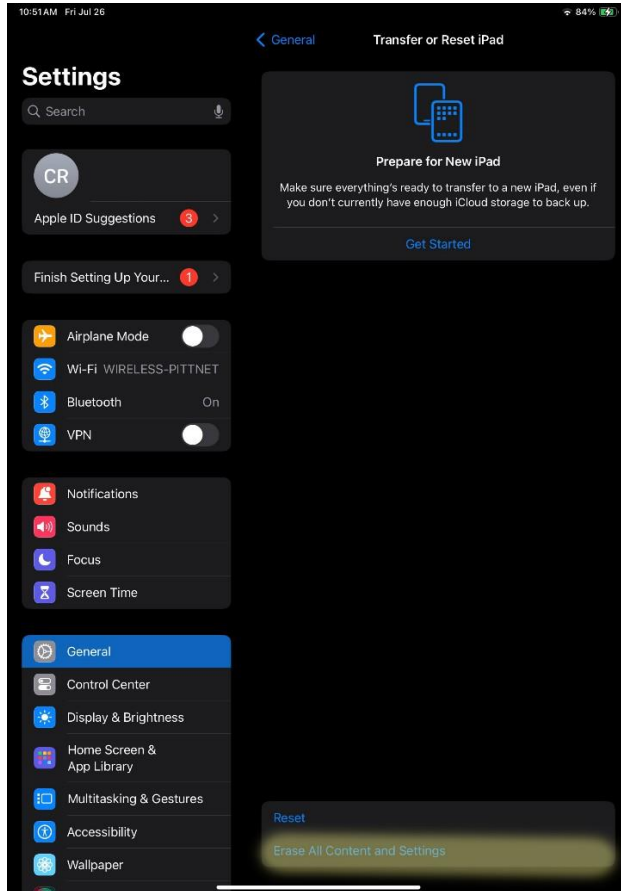 10:51 AM Fri Jul 26
84%
Settings
Search
CR
Apple ID Suggestions 3
Finish Setting Up Your... 1
Airplane Mode
Wi-Fi WIRELESS-PITTNET
Bluetooth On
VPN
Notifications
Sounds
Focus
Screen Time
General
Control Center
Display & Brightness
Home Screen &
App Library
Multitasking & Gestures
Accessibility
Wallpaper
General
Transfer or Reset iPad
Prepare for New iPad
Make sure everything's ready to transfer to a new iPad, even if
you don't currently have enough iCloud storage to back up.
Get Started
Reset
Erase All Content and Settings